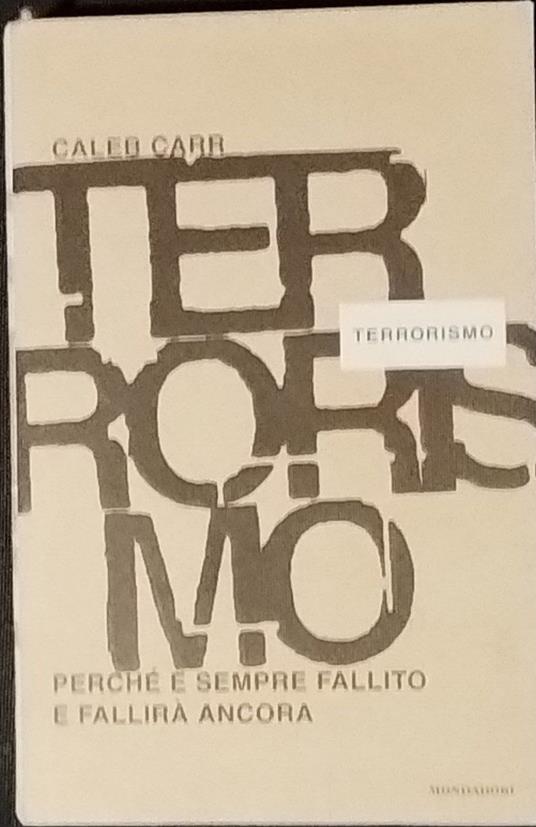 CALEB CARR
TER
TERRORISMO
RORIS
MO
PERCHÉ È SEMPRE FALLITO
E FALLIRÀ ANCORA
MONDADORI